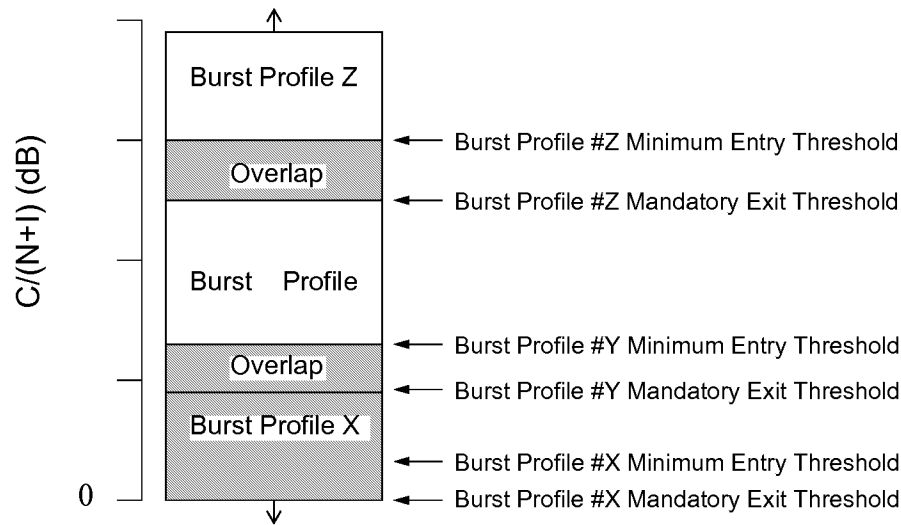 C/(N+I) (dB)
Burst Profile Z
Burst Profile #Z Minimum Entry Threshold
Overlap
Burst Profile #Z Mandatory Exit Threshold
Burst Profile
Burst Profile #Y Minimum Entry Threshold
Overlap
Burst Profile #Y Mandatory Exit Threshold
Burst Profile X
Burst Profile #X Minimum Entry Threshold
0
Burst Profile #X Mandatory Exit Threshold